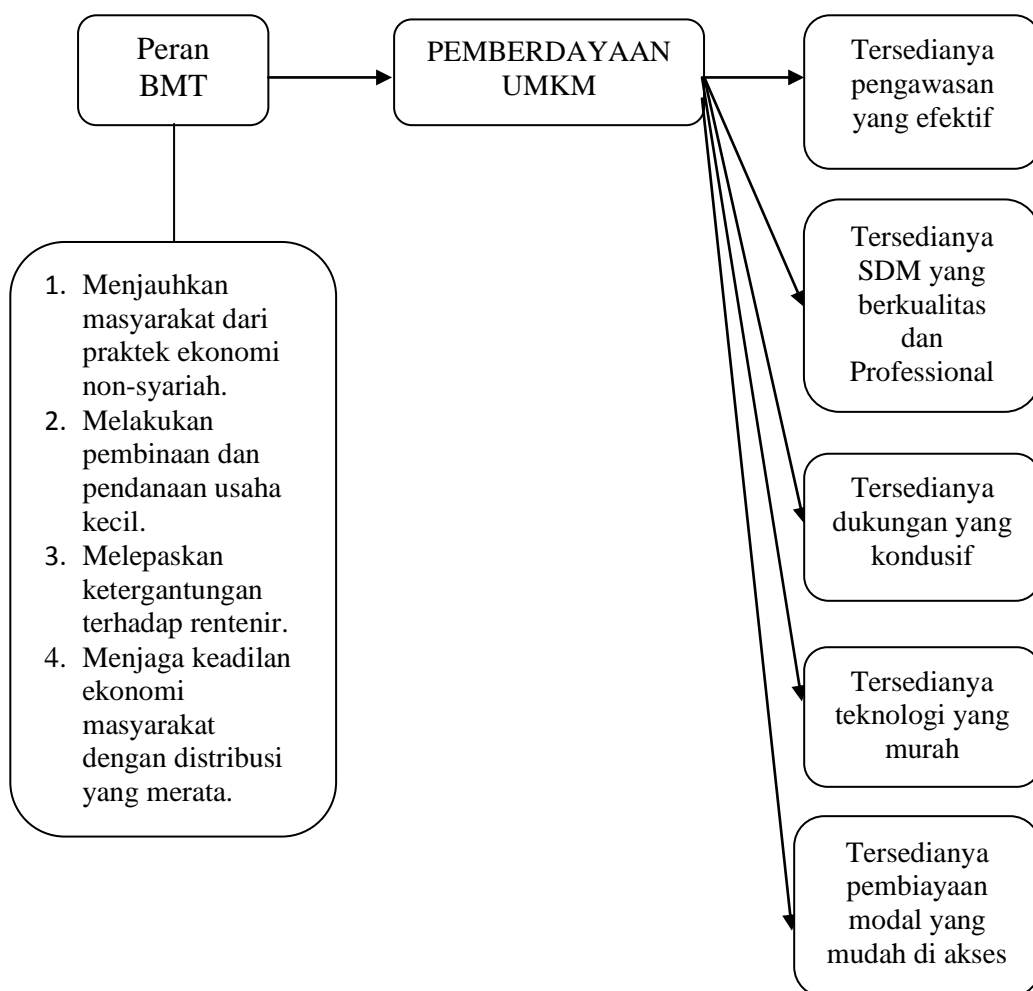 Peran
BMT
PEMBERDAYAAN
UMKM
Tersedianya
pengawasan
yang efektif
Tersedianya
SDM yang
berkualitas
dan
Professional
1. Menjauhkan
masyarakat dari
praktek ekonomi
non-syariah.
2. Melakukan
pembinaan dan
pendanaan usaha
kecil.
3. Melepaskan
ketergantungan
terhadap rentenir.
4. Menjaga keadilan
ekonomi
masyarakat
dengan distribusi
yang merata.
Tersedianya
dukungan yang
kondusif
Tersedianya
teknologi yang
murah
Tersedianya
pembiayaan
modal yang
mudah di akses